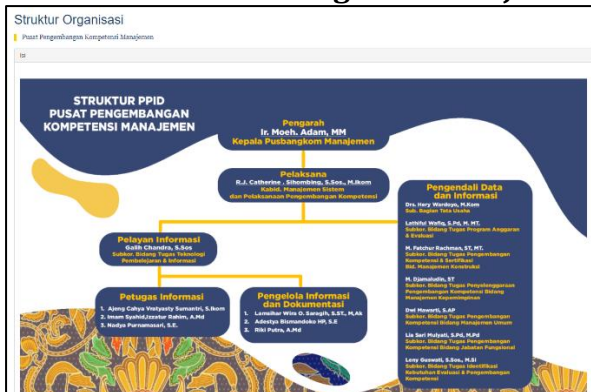 Struktur Organisasi
Pusat Pengembangan Kompetensi Manajemen
Isi
STRUKTUR PPID
PUSAT PENGEMBANGAN
KOMPETENSI MANAJEMEN
Pengarah
Ir. Moeh. Adam, MM
Kepala Pusbangkom Manajemen
Pelaksana
R.J. Catherine . Sihombing, S.Sos., M.Ikom
Kabid. Manajemen Sistem
dan Pelaksanaan Pengembangan Kompetensi
Pengendali Data
dan Informasi
Drs. Hery Wardoyo, M.Kom
Sub. Bagian Tata Usaha
Lathiful Wafiq, S.Pd, M, MT.
Subkor. Bidang Tugas Program Anggaran
& Evaluasi
M. Fatchur Rachman, ST, MT.
Subkor. Bidang Tugas Pengembangan
Kompetensi & Sertifikasi
Bid. Manajemen Konstruksi
M. Djamaludin, ST
Subkor. Bidang Tugas Penyelenggaraan
Pengembangan Kompetensi Bidang
Manajemen Kepemimpinan
Dwi Mawarti, S.AP
Subkor. Bidang Tugas Pengembangan
Kompetensi Bidang Manajemen Umum
Lia Sari Mulyati, S.Pd, M.Pd
Subkor. Bidang Tugas Pengembangan
Kompetensi Bidang Jabatan Fungsional
Leny Guswati, S.Sos., M.Si
Subkor. Bidang Tugas Identifikasi
Kebutuhan Evaluasi & Pengembangan
Kompetensi
Pelayan Informasi
Galih Chandra, S.Sos
Subkor. Bidang Tugas Teknologi
Pembelajaran & Informasi
Petugas Informasi
1. Ajeng Cahya Vratyasty Sumantri, S.Ikom
2. Imam Syahid,Izzatur Rahim, A.Md
3. Nadya Purnamasari, S.E.
Pengelola Informasi
dan Dokumentasi
1. Lamsihar Wira O. Saragih, S.ST., M,Ak
2. Adestya Bismandoko HP, S.E
3. Riki Putra, A.Md